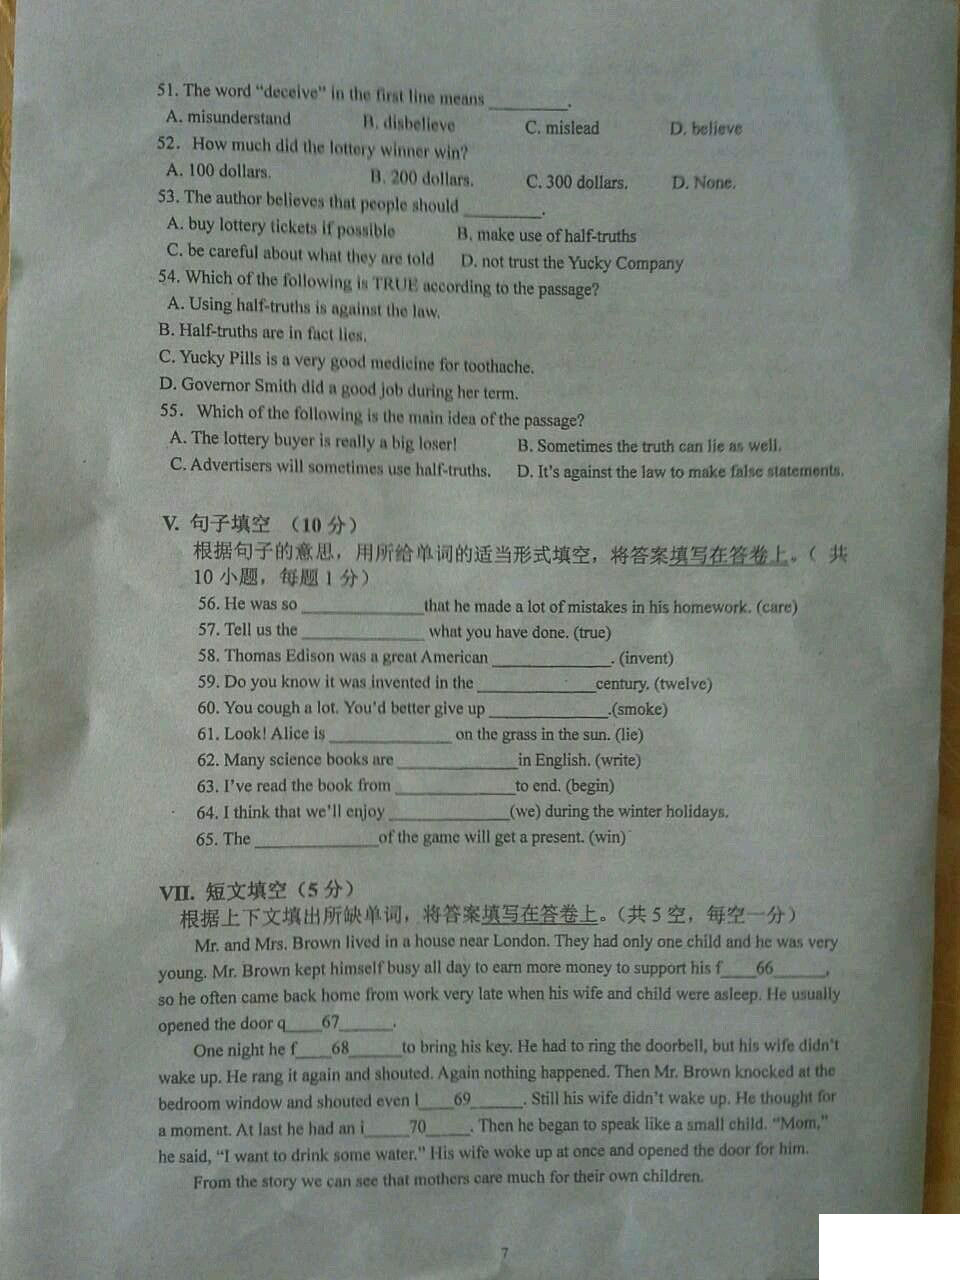 51. The word “deceive” in the first line means ________.
A. misunderstand B. disbelieve C. mislead D. believe
52. How much did the lottery winner win?
A. 100 dollars. B. 200 dollars. C. 300 dollars. D. None.
53. The author believes that people should ________.
A. buy lottery tickets if possible B. make use of half-truths
C. be careful about what they are told D. not trust the Yucky Company
54. Which of the following is TRUE according to the passage?
A. Using half-truths is against the law.
B. Half-truths are in fact lies.
C. Yucky Pills is a very good medicine for toothache.
D. Governor Smith did a good job during her term.
55. Which of the following is the main idea of the passage?
A. The lottery buyer is really a big loser! B. Sometimes the truth can lie as well.
C. Advertisers will sometimes use half-truths. D. It’s against the law to make false statements.
V. 句子填空 （10 分）
根据句子的意思，用所给单词的适当形式填空，将答案填写在答卷上。（ 共
10 小题，每题 1 分）
56. He was so ____________that he made a lot of mistakes in his homework. (care)
57. Tell us the ____________ what you have done. (true)
58. Thomas Edison was a great American ____________. (invent)
59. Do you know it was invented in the ____________century. (twelve)
60. You cough a lot. You’d better give up ____________.(smoke)
61. Look! Alice is ____________ on the grass in the sun. (lie)
62. Many science books are ____________in English. (write)
63. I’ve read the book from ____________to end. (begin)
64. I think that we’ll enjoy ____________(we) during the winter holidays.
65. The ____________of the game will get a present. (win)
VII. 短文填空（5 分）
根据上下文填出所缺单词，将答案填写在答卷上。（共 5 空，每空一分）
Mr. and Mrs. Brown lived in a house near London. They had only one child and he was very
young. Mr. Brown kept himself busy all day to earn more money to support his f____66______,
so he often came back home from work very late when his wife and child were asleep. He usually
opened the door q____67______.
One night he f____68______to bring his key. He had to ring the doorbell, but his wife didn’t
wake up. He rang it again and shouted. Again nothing happened. Then Mr. Brown knocked at the
bedroom window and shouted even l____69______. Still his wife didn’t wake up. He thought for
a moment. At last he had an i_____70_____. Then he began to speak like a small child. “Mom,”
he said, “I want to drink some water.” His wife woke up at once and opened the door for him.
From the story we can see that mothers care much for their own children.
7